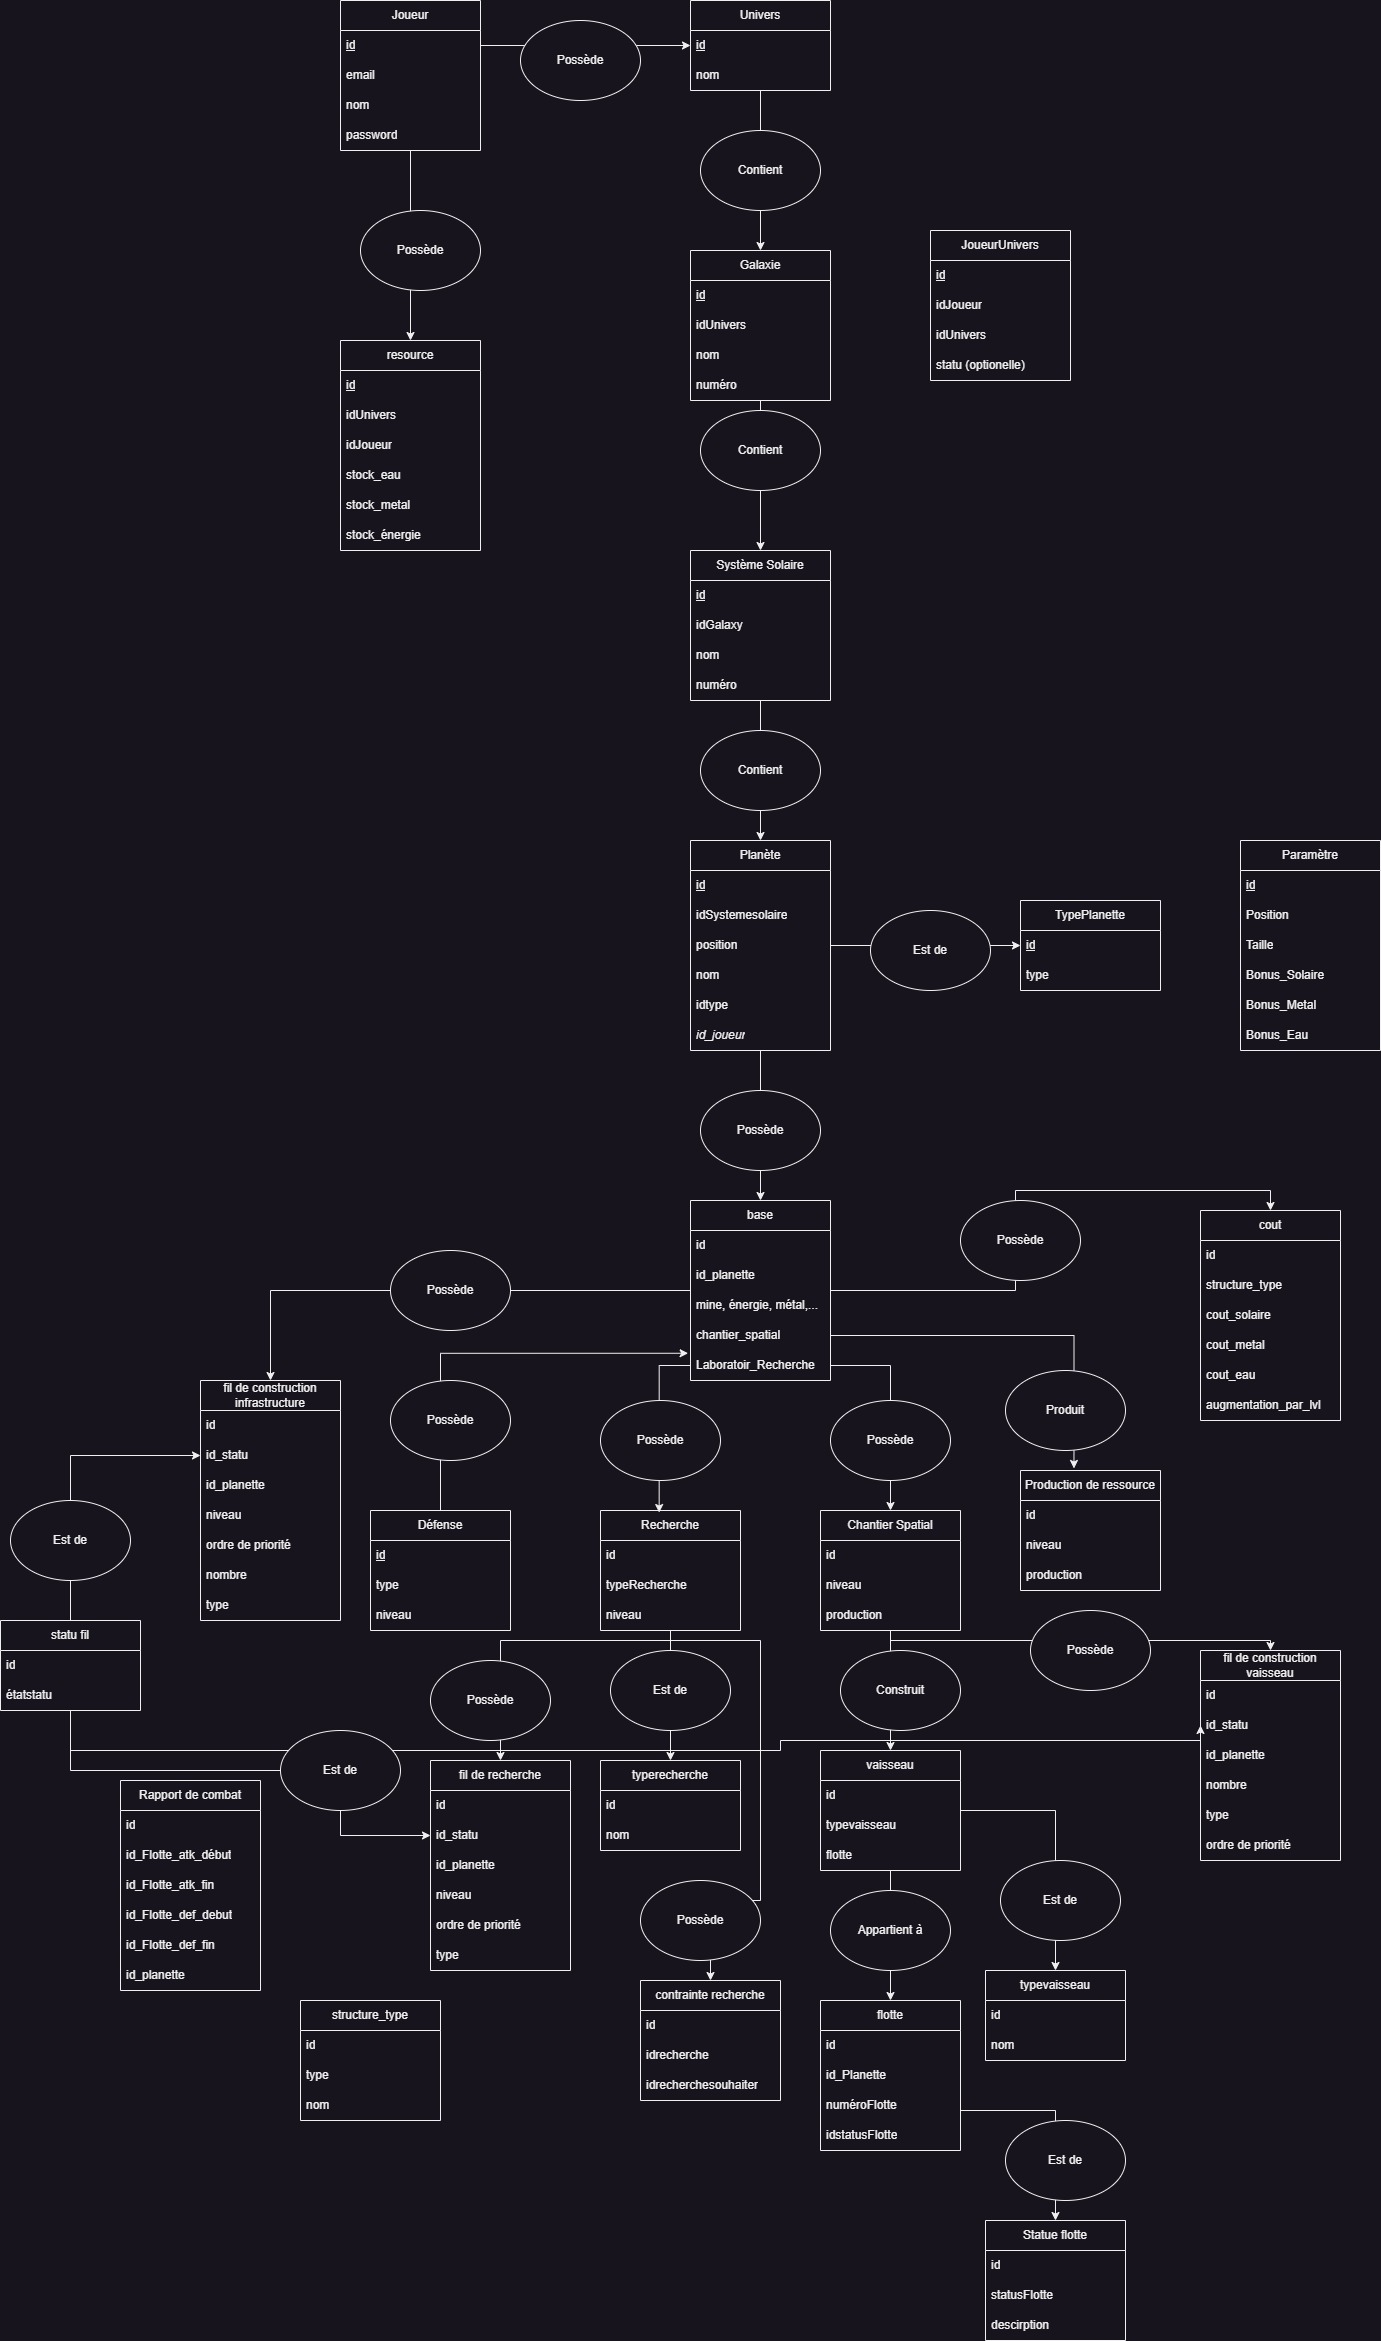 Joueur
id
email
nom
password
Possède
Univers
id
nom
Contient
Possède
Galaxie
id
idUnivers
nom
numéro
JoueurUnivers
id
idJoueur
idUnivers
statu (optionelle)
resource
id
idUnivers
idJoueur
stock_eau
stock_metal
stock_énergie
Contient
Système Solaire
id
idGalaxy
nom
numéro
Contient
Planète
id
idSystemesolaire
position
nom
idtype
id_joueur
Est de
TypePlanette
id
type
Paramètre
id
Position
Taille
Bonus_Solaire
Bonus_Metal
Bonus_Eau
Possède
base
id
id_planette
mine, énergie, métal,...
chantier_spatial
Laboratoir_Recherche
Possède
cout
id
structure_type
cout_solaire
cout_metal
cout_eau
augmentation_par_lvl
Possède
fil de construction
infrastructure
id
id_statu
id_planette
niveau
ordre de priorité
nombre
type
Possède
Possède
Possède
Produit
Production de ressource
id
niveau
production
Est de
Défense
id
type
niveau
Recherche
id
typeRecherche
niveau
Chantier Spatial
id
niveau
production
statu fil
id
étatstatu
Possède
Est de
Construit
Possède
fil de construction
vaisseau
id
id_statu
id_planette
nombre
type
ordre de priorité
Est de
Rapport de combat
id
id_Flotte_atk_début
id_Flotte_atk_fin
id_Flotte_def_debut
id_Flotte_def_fin
id_planette
fil de recherche
id
id_statu
id_planette
niveau
ordre de priorité
type
typerecherche
id
nom
vaisseau
id
typevaisseau
flotte
Possède
Appartient à
Est de
contrainte recherche
id
idrecherche
idrecherchesouhaiter
typevaisseau
id
nom
structure_type
id
type
nom
flotte
id
id_Planette
numéroFlotte
idstatusFlotte
Est de
Statue flotte
id
statusFlotte
descirption